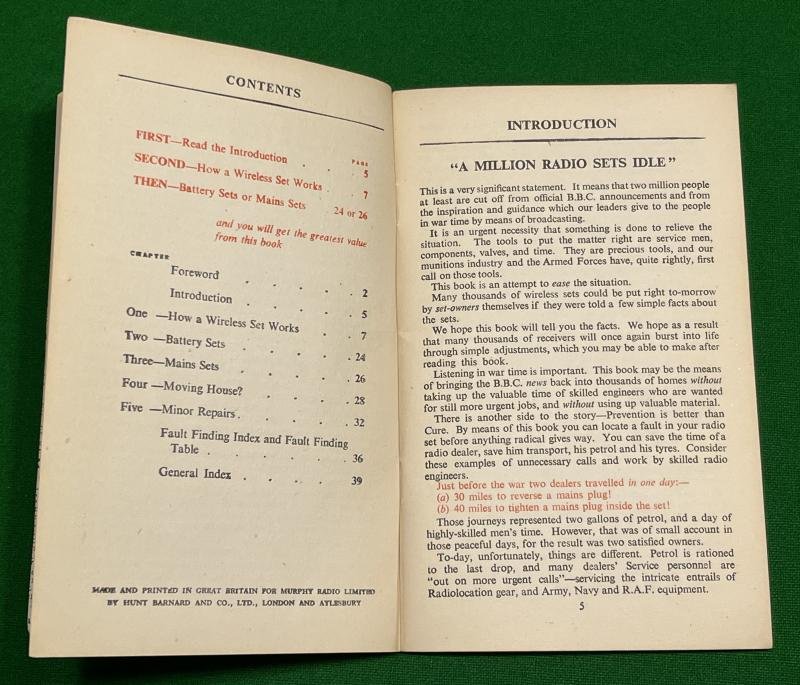 CONTENTS
PAGE
FIRST—Read the Introduction . . . 5
SECOND—How a Wireless Set Works . . 7
THEN—Battery Sets or Mains Sets 24 or 26
and you will get the greatest value
from this book
CHAPTER
Foreword . . . . 2
Introduction . . . . 5
One —How a Wireless Set Works . . 7
Two —Battery Sets . . . . 24
Three—Mains Sets . . . . 26
Four —Moving House? . . . 28
Five —Minor Repairs . . . . 32
Fault Finding Index and Fault Finding
Table . . . . . 36
General Index . . . . 39
MADE AND PRINTED IN GREAT BRITAIN FOR MURPHY RADIO LIMITED
BY HUNT BARNARD AND CO., LTD., LONDON AND AYLESBURY
INTRODUCTION
“A MILLION RADIO SETS IDLE”
This is a very significant statement. It means that two million people
at least are cut off from official B.B.C. announcements and from
the inspiration and guidance which our leaders give to the people
in war time by means of broadcasting.
It is an urgent necessity that something is done to relieve the
situation. The tools to put the matter right are service men,
components, valves, and time. They are precious tools, and our
munitions industry and the Armed Forces have, quite rightly, first
call on those tools.
This book is an attempt to ease the situation.
Many thousands of wireless sets could be put right to-morrow
by set-owners themselves if they were told a few simple facts about
the sets.
We hope this book will tell you the facts. We hope as a result
that many thousands of receivers will once again burst into life
through simple adjustments, which you may be able to make after
reading this book.
Listening in war time is important. This book may be the means
of bringing the B.B.C. news back into thousands of homes without
taking up the valuable time of skilled engineers who are wanted
for still more urgent jobs, and without using up valuable material.
There is another side to the story—Prevention is better than
Cure. By means of this book you can locate a fault in your radio
set before anything radical gives way. You can save the time of a
radio dealer, save him transport, his petrol and his tyres. Consider
these examples of unnecessary calls and work by skilled radio
engineers.
Just before the war two dealers travelled in one day:—
(a) 30 miles to reverse a mains plug!
(b) 40 miles to tighten a mains plug inside the set!
Those journeys represented two gallons of petrol, and a day of
highly-skilled men's time. However, that was of small account in
those peaceful days, for the result was two satisfied owners.
To-day, unfortunately, things are different. Petrol is rationed
to the last drop, and many dealers' Service personnel are
“out on more urgent calls”—servicing the intricate entrails of
Radiolocation gear, and Army, Navy and R.A.F. equipment.
5